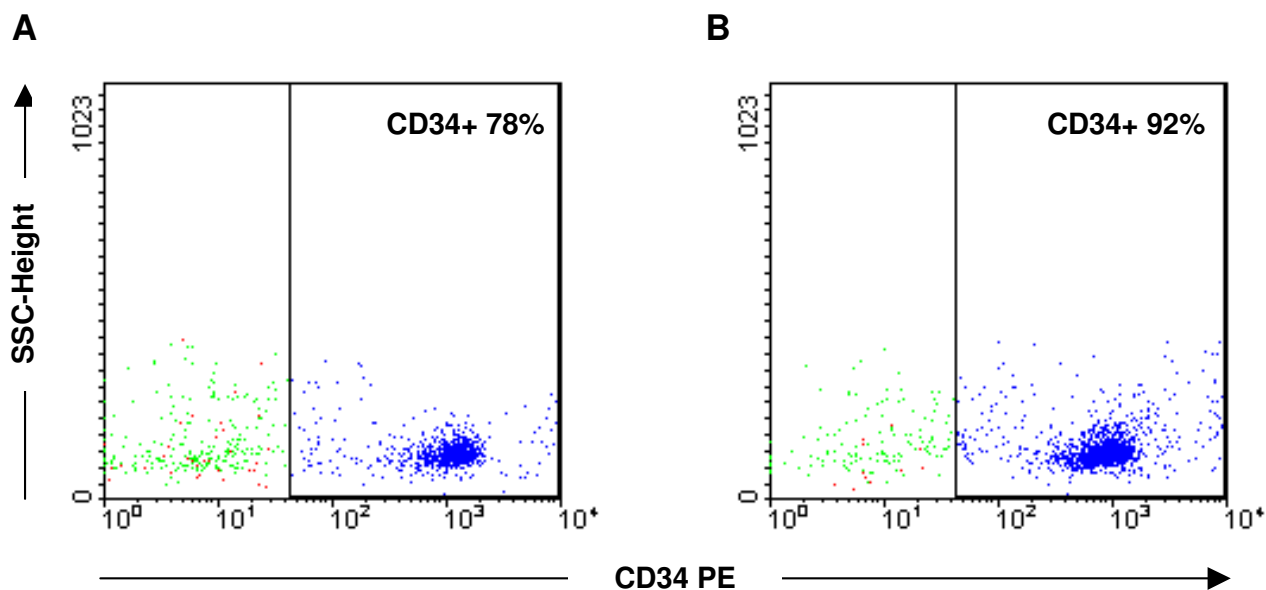 A
B
CD34+ 78%
CD34+ 92%
SSC-Height
1023
0
1023
0
10⁰ 10¹ 10² 10³ 10⁴
10⁰ 10¹ 10² 10³ 10⁴
CD34 PE